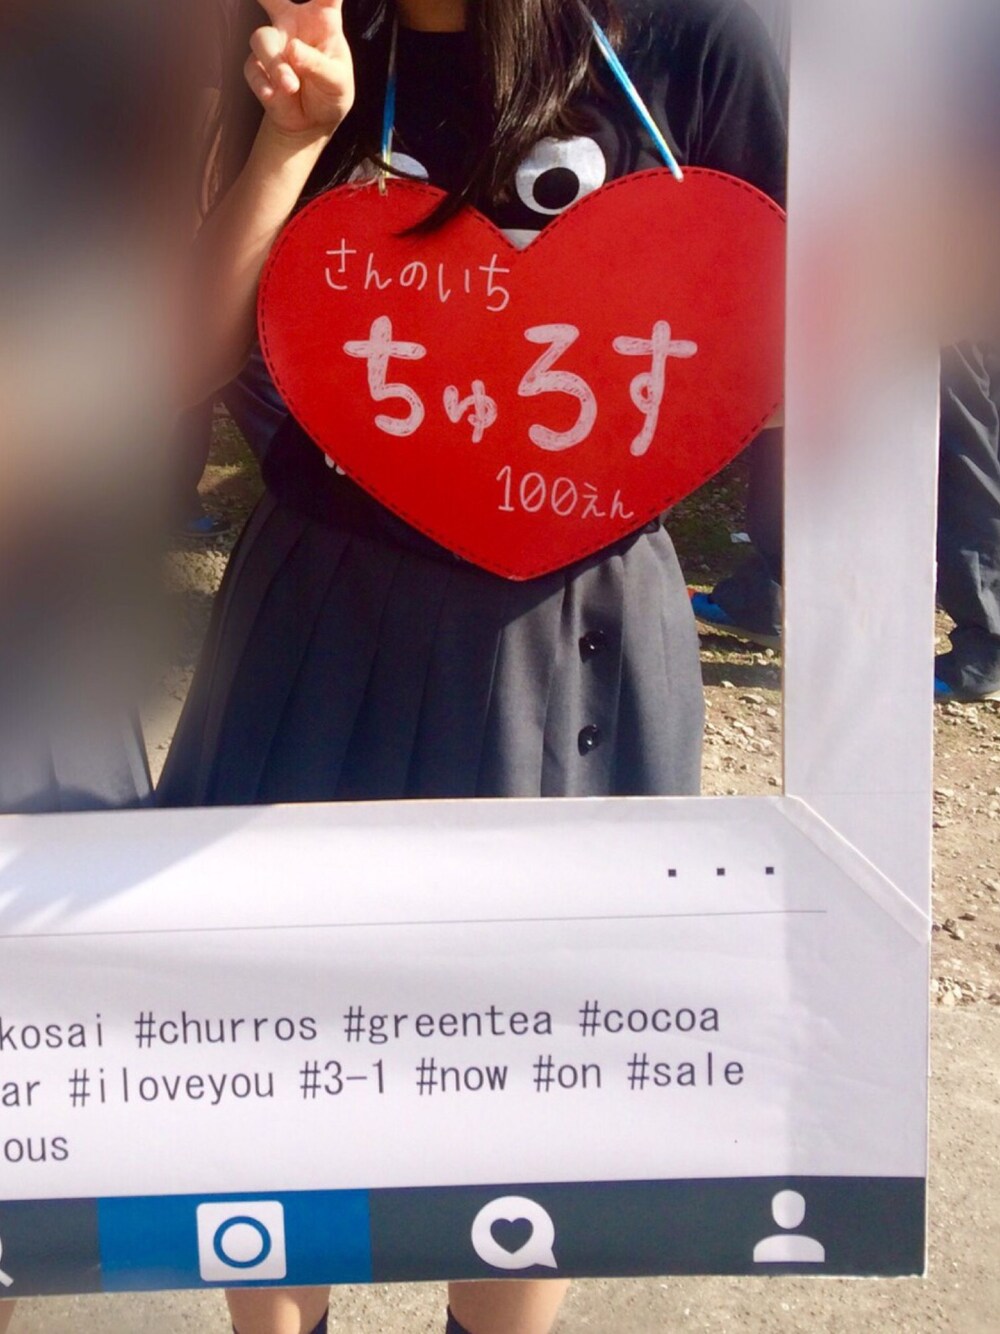 さんのいち
ちゅろす
100えん
kosai #churros #greentea #cocoa
ar #iloveyou #3-1 #now #on #sale
ous